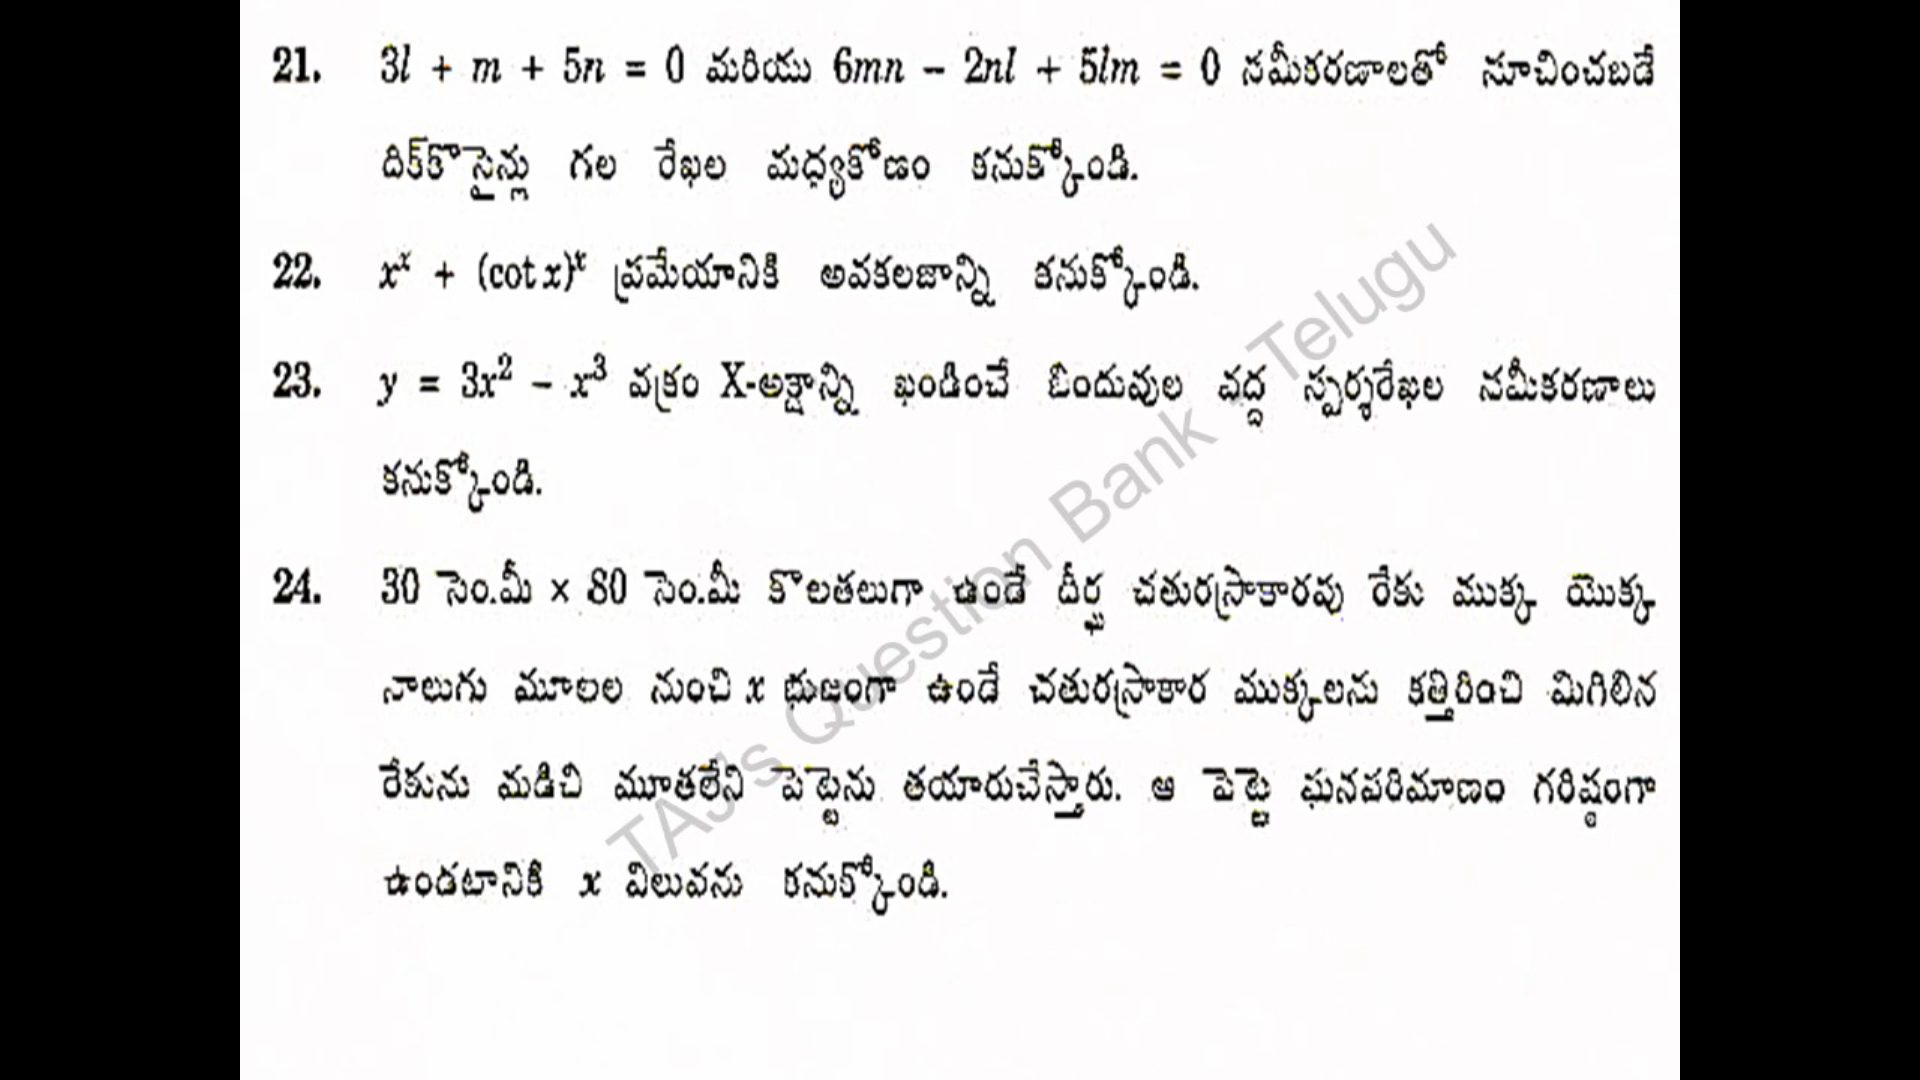 21. 3l + m + 5n = 0 మరియు 6mn – 2nl + 5lm = 0 సమీకరణాలతో సూచించబడే
దిక్‌కొసైన్లు గల రేఖల మధ్యకోణం కనుక్కోండి.
22. xˣ + (cot x)ˣ ప్రమేయానికి అవకలజాన్ని కనుక్కోండి.
23. y = 3x² – x³ వక్రం X-అక్షాన్ని ఖండించే బిందువుల వద్ద స్పర్శరేఖల సమీకరణాలు
కనుక్కోండి.
24. 30 సెం.మీ × 80 సెం.మీ కొలతలుగా ఉండే దీర్ఘ చతురస్రాకారపు రేకు ముక్క యొక్క
నాలుగు మూలల నుంచి x భుజంగా ఉండే చతురస్రాకార ముక్కలను కత్తిరించి మిగిలిన
రేకును మడిచి మూతలేని పెట్టెను తయారుచేస్తారు. ఆ పెట్టె ఘనపరిమాణం గరిష్ఠంగా
ఉండటానికి x విలువను కనుక్కోండి.
TAJ's Question Bank - Telugu